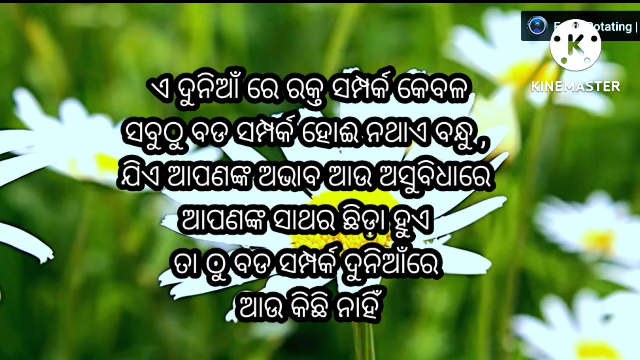 ଏ ଦୁନିଆଁ ରେ ରକ୍ତ ସମ୍ପର୍କ କେବଳ
ସବୁଠୁ ବଡ ସମ୍ପର୍କ ହୋଈ ନଥାଏ ବନ୍ଧୁ ,
ଯିଏ ଆପଣଙ୍କ ଅଭାବ ଆଉ ଅସୁବିଧାରେ
ଆପଣଙ୍କ ସାଥର ଛିଡ଼ା ହୁଏ
ତା ଠୁ ବଡ ସମ୍ପର୍କ ଦୁନିଆଁରେ
ଆଉ କିଛି ନାହିଁ
KINEMASTER